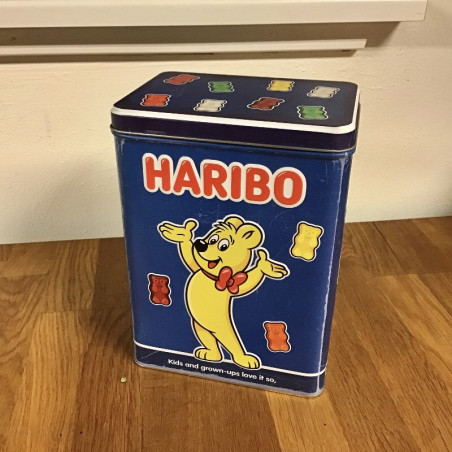 HARIBO
Kids and grown-ups love it so,